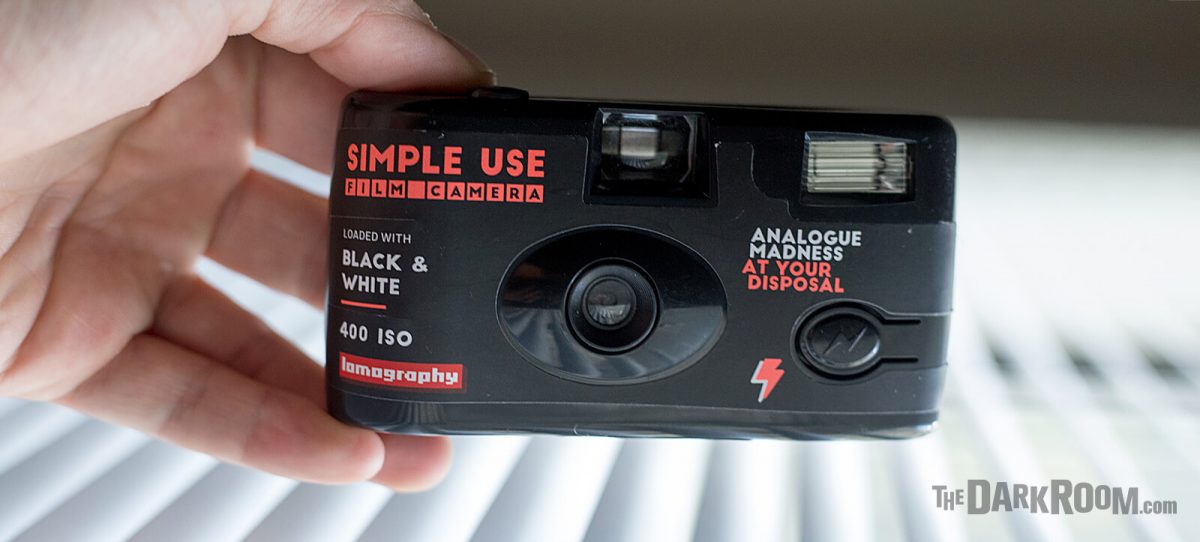 SIMPLE USE
FILM CAMERA
LOADED WITH
BLACK &
WHITE
400 ISO
lomography
ANALOGUE
MADNESS
AT YOUR
DISPOSAL
THEDARKROOM.com